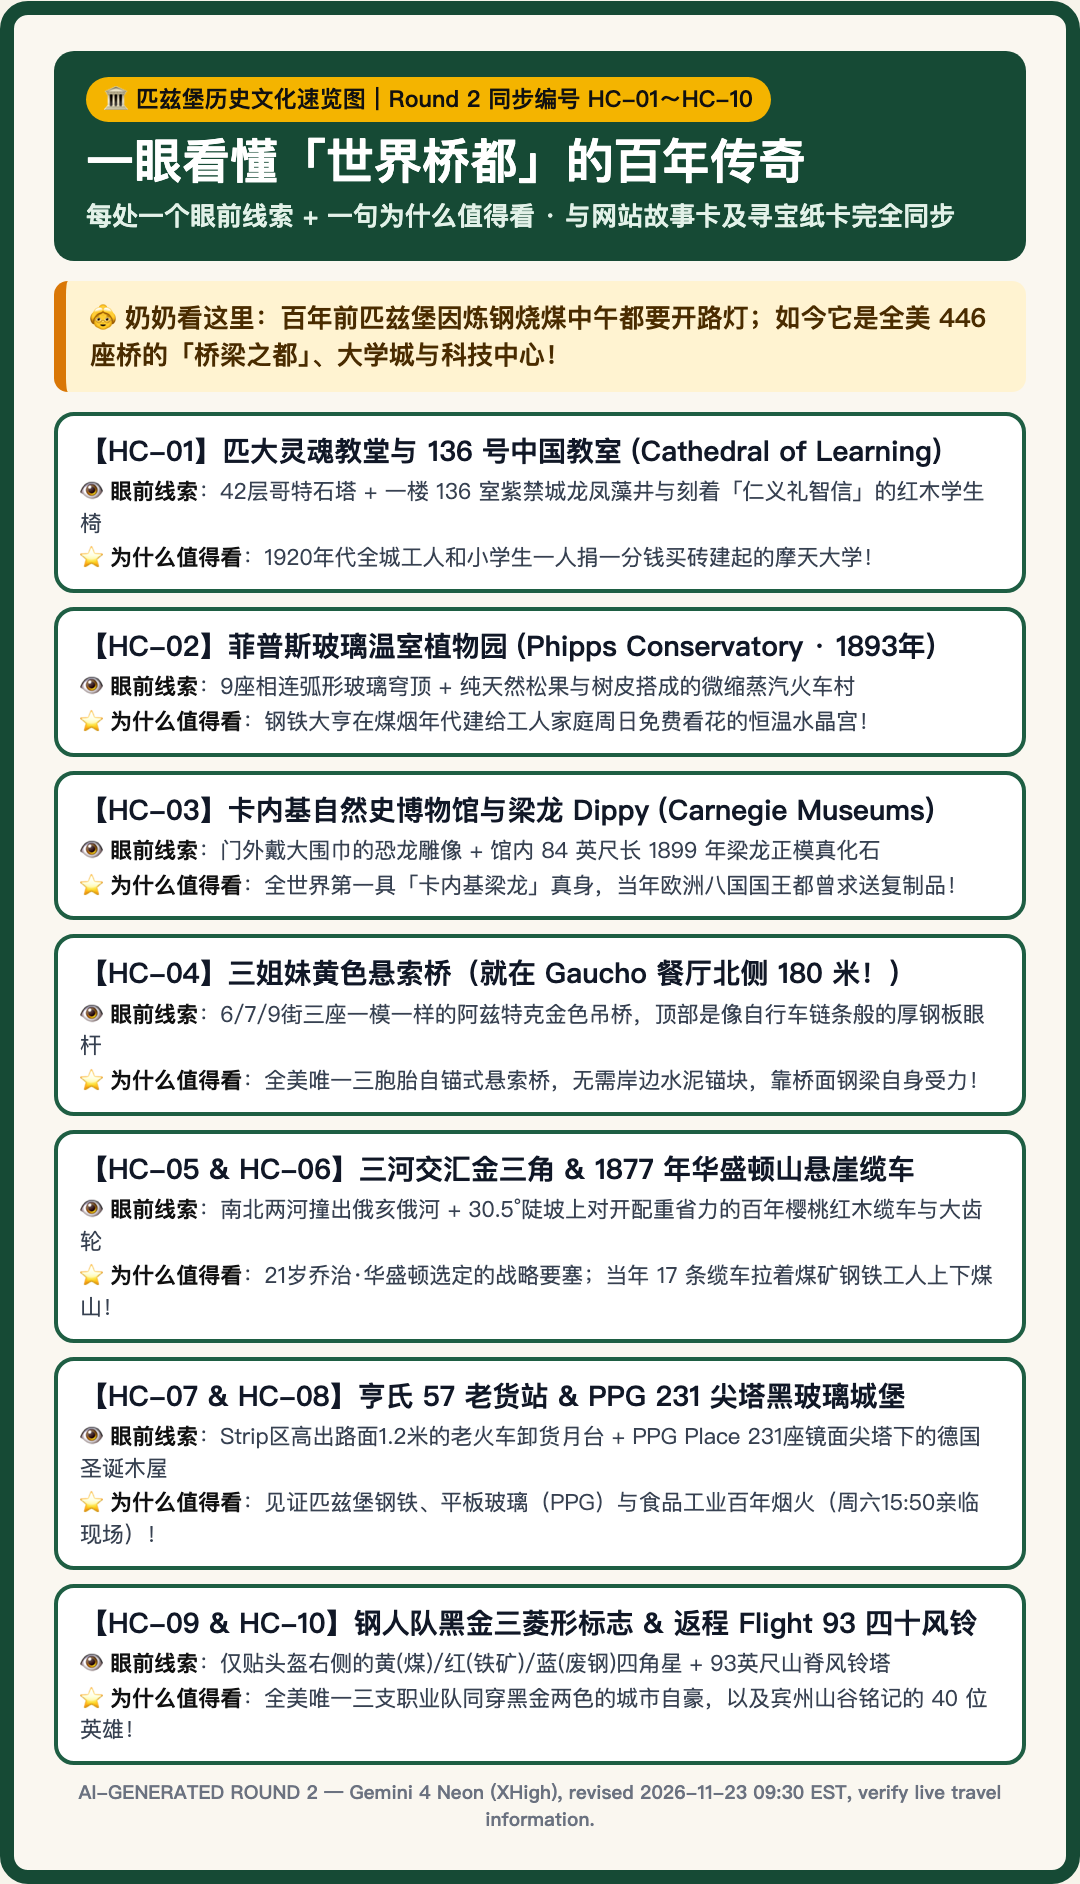 🏛️ 匹兹堡历史文化速览图｜Round 2 同步编号 HC-01～HC-10
一眼看懂「世界桥都」的百年传奇
每处一个眼前线索 + 一句为什么值得看 · 与网站故事卡及寻宝纸卡完全同步
👵 奶奶看这里：百年前匹兹堡因炼钢烧煤中午都要开路灯；如今它是全美 446
座桥的「桥梁之都」、大学城与科技中心！
【HC-01】匹大灵魂教堂与 136 号中国教室 (Cathedral of Learning)
👁️ 眼前线索：42层哥特石塔 + 一楼 136 室紫禁城龙凤藻井与刻着「仁义礼智信」的红木学生
椅
⭐ 为什么值得看：1920年代全城工人和小学生一人捐一分钱买砖建起的摩天大学！
【HC-02】菲普斯玻璃温室植物园 (Phipps Conservatory · 1893年)
👁️ 眼前线索：9座相连弧形玻璃穹顶 + 纯天然松果与树皮搭成的微缩蒸汽火车村
⭐ 为什么值得看：钢铁大亨在煤烟年代建给工人家庭周日免费看花的恒温水晶宫！
【HC-03】卡内基自然史博物馆与梁龙 Dippy (Carnegie Museums)
👁️ 眼前线索：门外戴大围巾的恐龙雕像 + 馆内 84 英尺长 1899 年梁龙正模真化石
⭐ 为什么值得看：全世界第一具「卡内基梁龙」真身，当年欧洲八国国王都曾求送复制品！
【HC-04】三姐妹黄色悬索桥（就在 Gaucho 餐厅北侧 180 米！）
👁️ 眼前线索：6/7/9街三座一模一样的阿兹特克金色吊桥，顶部是像自行车链条般的厚钢板眼
杆
⭐ 为什么值得看：全美唯一三胞胎自锚式悬索桥，无需岸边水泥锚块，靠桥面钢梁自身受力！
【HC-05 & HC-06】三河交汇金三角 & 1877 年华盛顿山悬崖缆车
👁️ 眼前线索：南北两河撞出俄亥俄河 + 30.5°陡坡上对开配重省力的百年樱桃红木缆车与大齿
轮
⭐ 为什么值得看：21岁乔治·华盛顿选定的战略要塞；当年 17 条缆车拉着煤矿钢铁工人上下煤
山！
【HC-07 & HC-08】亨氏 57 老货站 & PPG 231 尖塔黑玻璃城堡
👁️ 眼前线索：Strip区高出路面1.2米的老火车卸货月台 + PPG Place 231座镜面尖塔下的德国
圣诞木屋
⭐ 为什么值得看：见证匹兹堡钢铁、平板玻璃（PPG）与食品工业百年烟火（周六15:50亲临
现场）！
【HC-09 & HC-10】钢人队黑金三菱形标志 & 返程 Flight 93 四十风铃
👁️ 眼前线索：仅贴头盔右侧的黄(煤)/红(铁矿)/蓝(废钢)四角星 + 93英尺山脊风铃塔
⭐ 为什么值得看：全美唯一三支职业队同穿黑金两色的城市自豪，以及宾州山谷铭记的 40 位
英雄！
AI-GENERATED ROUND 2 — Gemini 4 Neon (XHigh), revised 2026-11-23 09:30 EST, verify live travel
information.